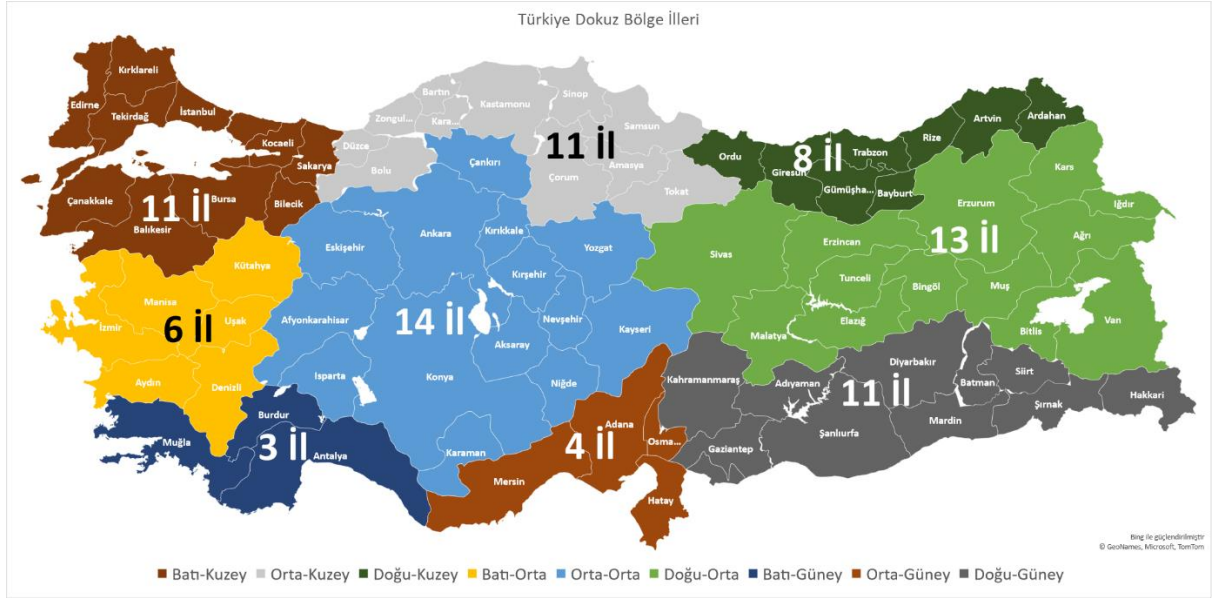 Türkiye Dokuz Bölge İlleri
Kırklareli
Edirne
Tekirdağ
İstanbul
Kocaeli
Sakarya
Çanakkale
Bursa
Bilecik
Balıkesir
11 İl
Bartın
Kastamonu
Sinop
Zongul...
Kara...
Samsun
Düzce
Bolu
Amasya
Çorum
Tokat
11 İl
Ordu
Giresun
Trabzon
Rize
Artvin
Ardahan
Gümüşha...
Bayburt
8 İl
Kütahya
Manisa
İzmir
Uşak
Aydın
Denizli
6 İl
Çankırı
Eskişehir
Ankara
Kırıkkale
Yozgat
Kırşehir
Afyonkarahisar
Nevşehir
Kayseri
Aksaray
Isparta
Konya
Niğde
Karaman
14 İl
Kars
Iğdır
Erzurum
Ağrı
Sivas
Erzincan
Tunceli
Bingöl
Muş
Van
Bitlis
Elazığ
Malatya
13 İl
Burdur
Muğla
Antalya
3 İl
Adana
Osma...
Mersin
Hatay
4 İl
Kahramanmaraş
Adıyaman
Diyarbakır
Batman
Siirt
Şırnak
Hakkari
Mardin
Şanlıurfa
Gaziantep
11 İl
Bing ile güçlendirilmiştir
© GeoNames, Microsoft, TomTom
Batı-Kuzey Orta-Kuzey Doğu-Kuzey Batı-Orta Orta-Orta Doğu-Orta Batı-Güney Orta-Güney Doğu-Güney